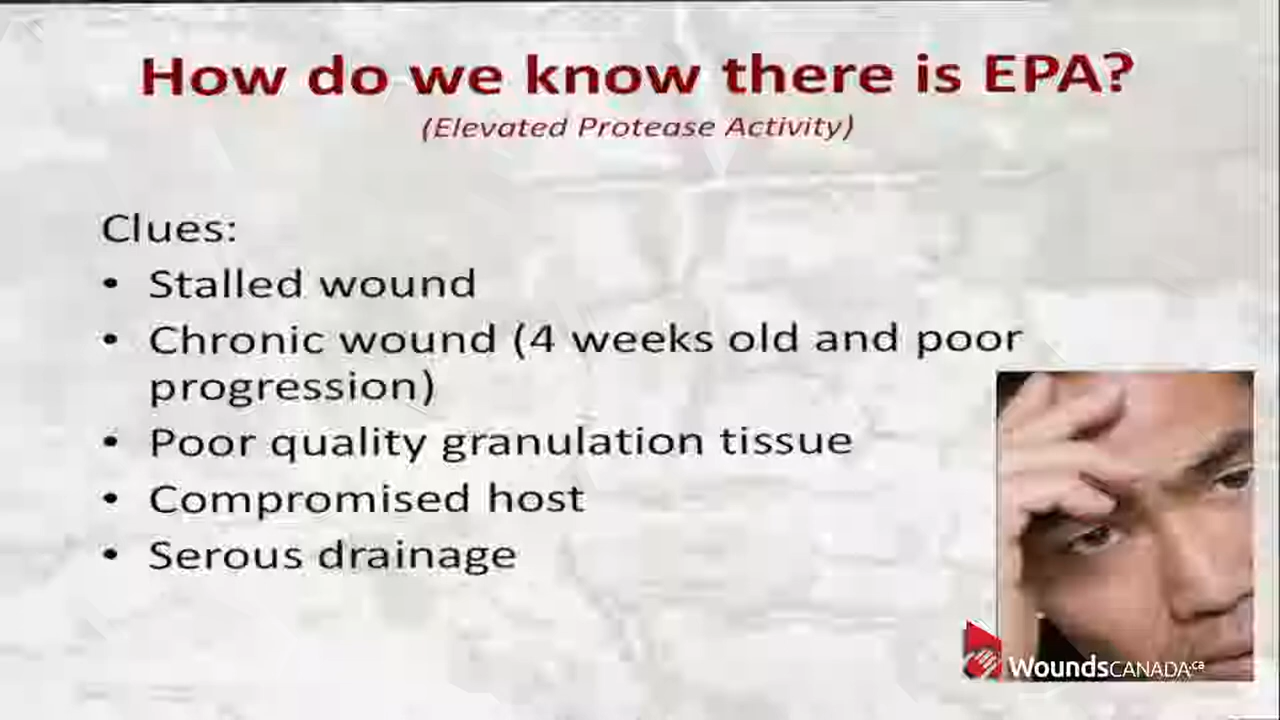 How do we know there is EPA?
(Elevated Protease Activity)
Clues:
• Stalled wound
• Chronic wound (4 weeks old and poor
progression)
• Poor quality granulation tissue
• Compromised host
• Serous drainage
WoundsCANADA.ca